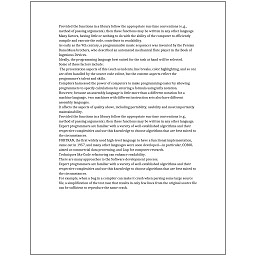 Provided the functions in a library follow the appropriate run-time conventions (e.g.,
method of passing arguments), then these functions may be written in any other language.
Many factors, having little or nothing to do with the ability of the computer to efficiently
compile and execute the code, contribute to readability.
As early as the 9th century, a programmable music sequencer was invented by the Persian
Banu Musa brothers, who described an automated mechanical flute player in the Book of
Ingenious Devices.
Ideally, the programming language best suited for the task at hand will be selected.
Some of these factors include:
The presentation aspects of this (such as indents, line breaks, color highlighting, and so on)
are often handled by the source code editor, but the content aspects reflect the
programmer's talent and skills.
Compilers harnessed the power of computers to make programming easier by allowing
programmers to specify calculations by entering a formula using infix notation.
However, because an assembly language is little more than a different notation for a
machine language, two machines with different instruction sets also have different
assembly languages.
It affects the aspects of quality above, including portability, usability and most importantly
maintainability.
Provided the functions in a library follow the appropriate run-time conventions (e.g.,
method of passing arguments), then these functions may be written in any other language.
Expert programmers are familiar with a variety of well-established algorithms and their
respective complexities and use this knowledge to choose algorithms that are best suited to
the circumstances.
FORTRAN, the first widely used high-level language to have a functional implementation,
came out in 1957, and many other languages were soon developed—in particular, COBOL
aimed at commercial data processing, and Lisp for computer research.
Techniques like Code refactoring can enhance readability.
There are many approaches to the Software development process.
Expert programmers are familiar with a variety of well-established algorithms and their
respective complexities and use this knowledge to choose algorithms that are best suited to
the circumstances.
For example, when a bug in a compiler can make it crash when parsing some large source
file, a simplification of the test case that results in only few lines from the original source file
can be sufficient to reproduce the same crash.